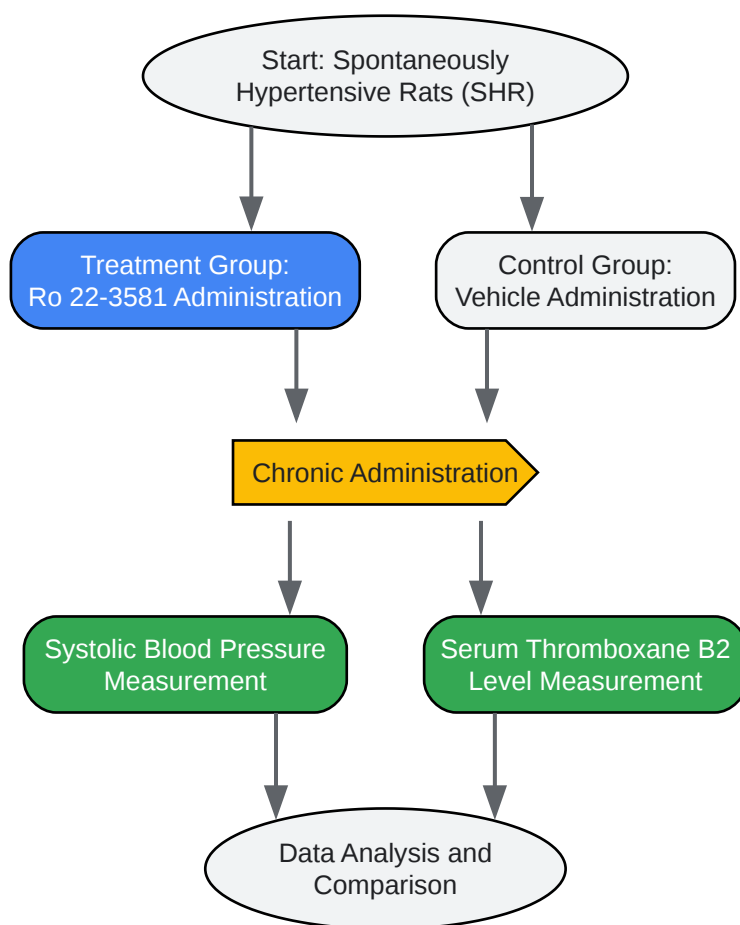 Start: Spontaneously
Hypertensive Rats (SHR)
Treatment Group:
Ro 22-3581 Administration
Control Group:
Vehicle Administration
Chronic Administration
Systolic Blood Pressure
Measurement
Serum Thromboxane B2
Level Measurement
Data Analysis and
Comparison